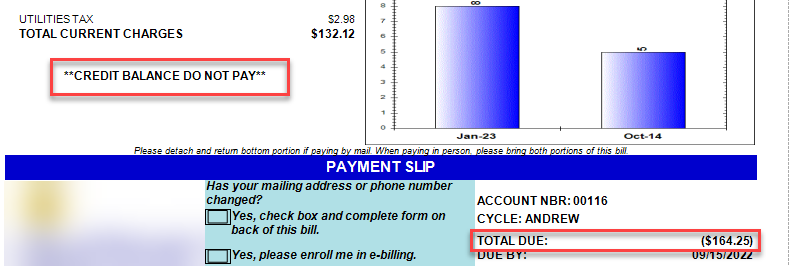 UTILITIES TAX $2.98
TOTAL CURRENT CHARGES $132.12
**CREDIT BALANCE DO NOT PAY**
8
7
6
5
4
3
2
1
0
8
5
Jan-23 Oct-14
Please detach and return bottom portion if paying by mail. When paying in person, please bring both portions of this bill.
PAYMENT SLIP
Has your mailing address or phone number
changed?
Yes, check box and complete form on
back of this bill.
Yes, please enroll me in e-billing.
ACCOUNT NBR: 00116
CYCLE: ANDREW
TOTAL DUE: ($164.25)
DUE BY: 09/15/2022